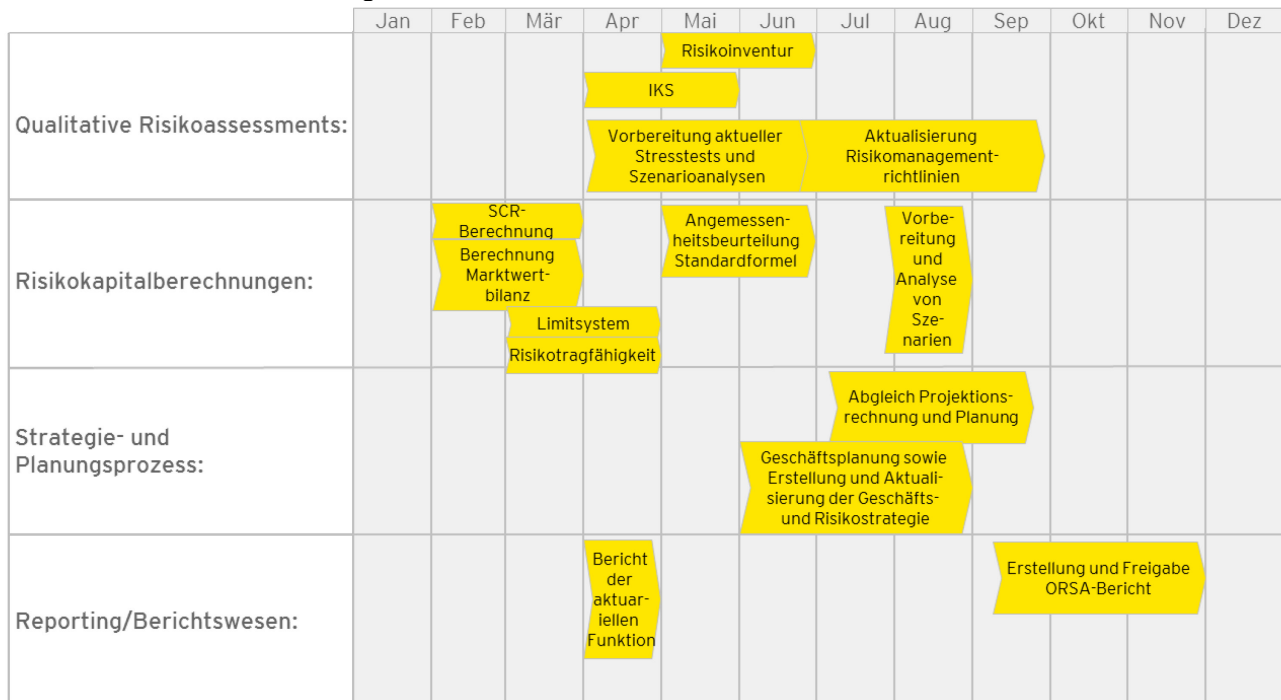 Jan Feb Mär Apr Mai Jun Jul Aug Sep Okt Nov Dez
Qualitative Risikoassessments:
Risikoinventur
IKS
Vorbereitung aktueller
Stresstests und
Szenarioanalysen
Aktualisierung
Risikomanagement-
richtlinien
Risikokapitalberechnungen:
SCR-
Berechnung
Berechnung
Marktwert-
bilanz
Limitsystem
Risikotragfähigkeit
Angemessen-
heitsbeurteilung
Standardformel
Vorbe-
reitung
und
Analyse
von
Sze-
narien
Strategie- und
Planungsprozess:
Abgleich Projektions-
rechnung und Planung
Geschäftsplanung sowie
Erstellung und Aktuali-
sierung der Geschäfts-
und Risikostrategie
Reporting/Berichtswesen:
Bericht
der
aktuar-
iellen
Funktion
Erstellung und Freigabe
ORSA-Bericht